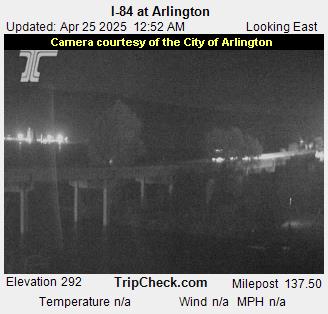 I-84 at Arlington
Updated: Apr 25 2025 12:52 AM Looking East
Camera courtesy of the City of Arlington
Elevation 292 TripCheck.com Milepost 137.50
Temperature n/a Wind n/a MPH n/a